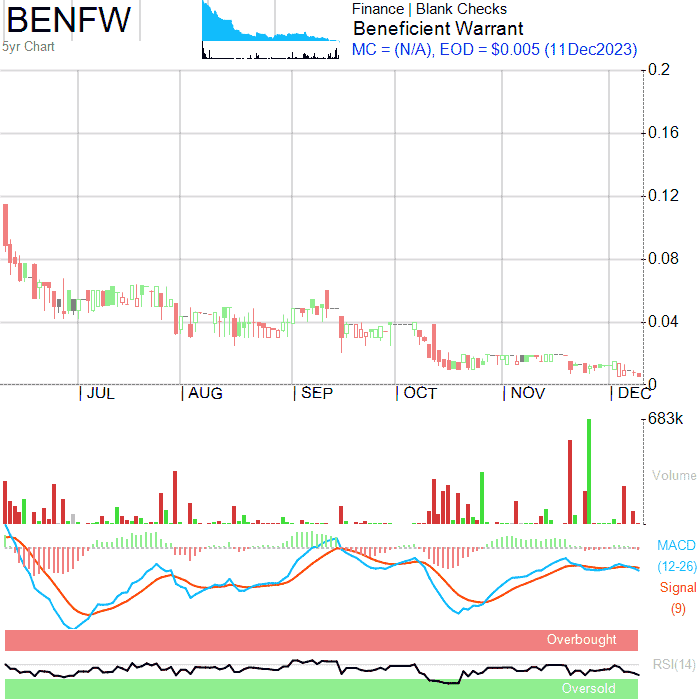 BENFW
5yr Chart
Finance | Blank Checks
Beneficient Warrant
MC = (N/A), EOD = $0.005 (11Dec2023)
0.2
0.16
0.12
0.08
0.04
0
JUL AUG SEP OCT NOV DEC
683k
Volume
MACD
(12-26)
Signal
(9)
Overbought
RSI(14)
Oversold